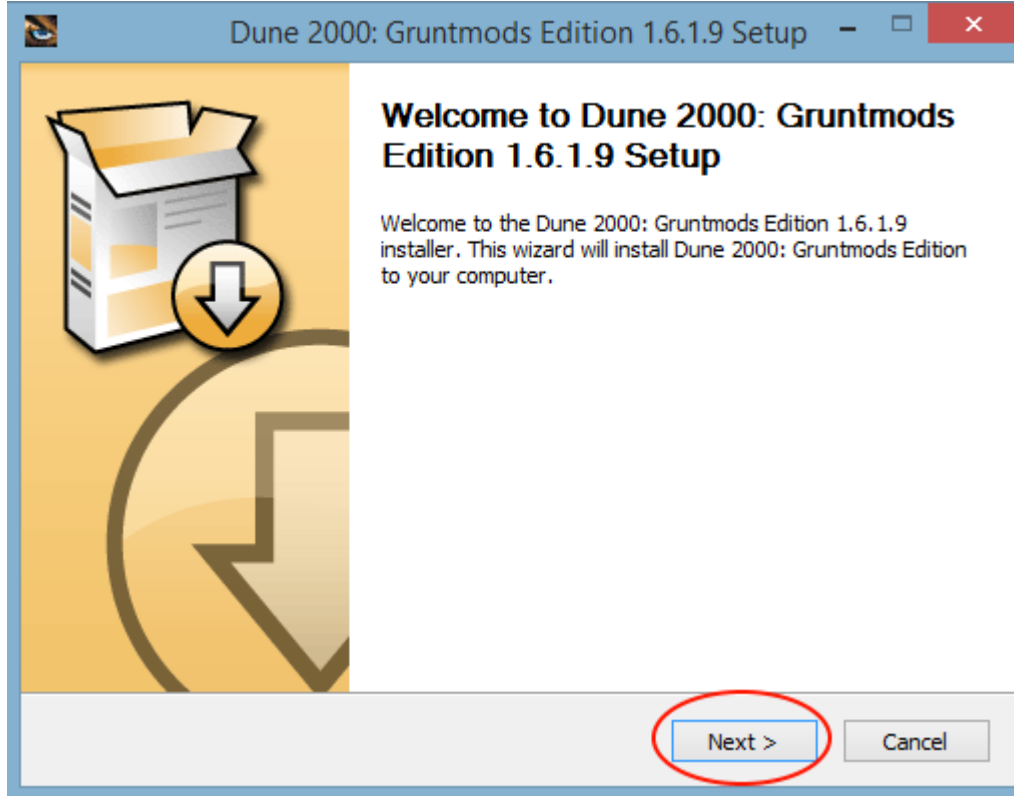 Dune 2000: Gruntmods Edition 1.6.1.9 Setup
Welcome to Dune 2000: Gruntmods
Edition 1.6.1.9 Setup
Welcome to the Dune 2000: Gruntmods Edition 1.6.1.9
installer. This wizard will install Dune 2000: Gruntmods Edition
to your computer.
Next > Cancel